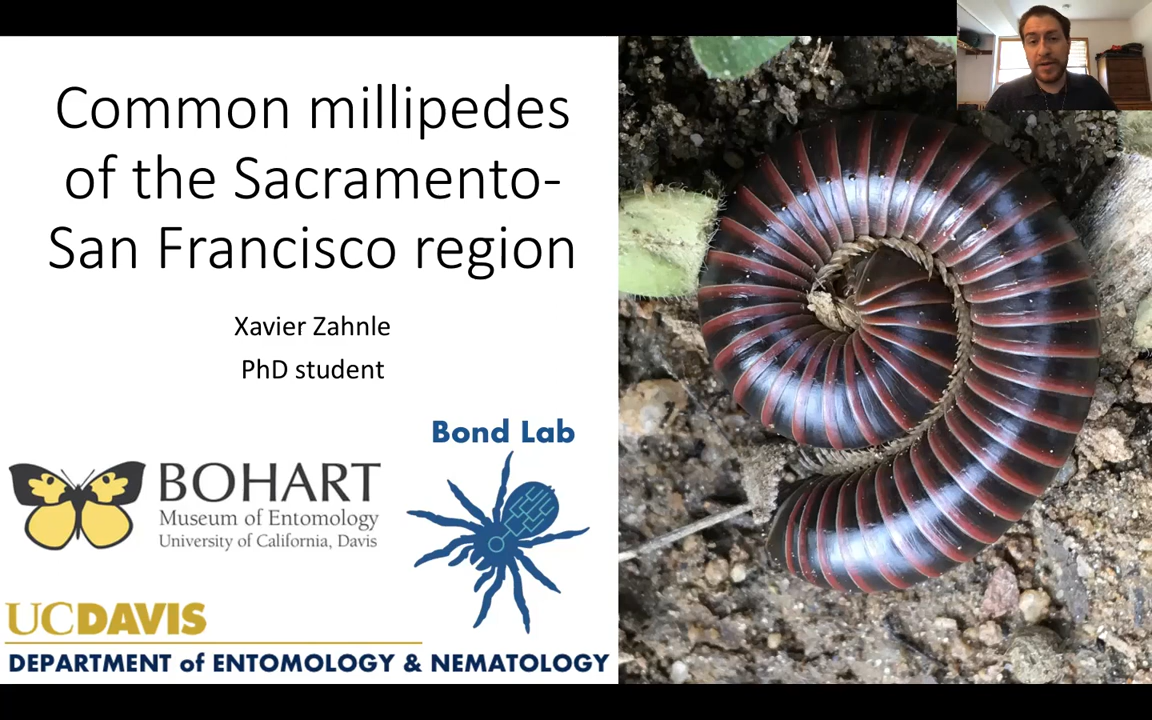 Common millipedes
of the Sacramento-
San Francisco region
Xavier Zahnle
PhD student
Bond Lab
BOHART
Museum of Entomology
University of California, Davis
UCDAVIS
DEPARTMENT of ENTOMOLOGY & NEMATOLOGY